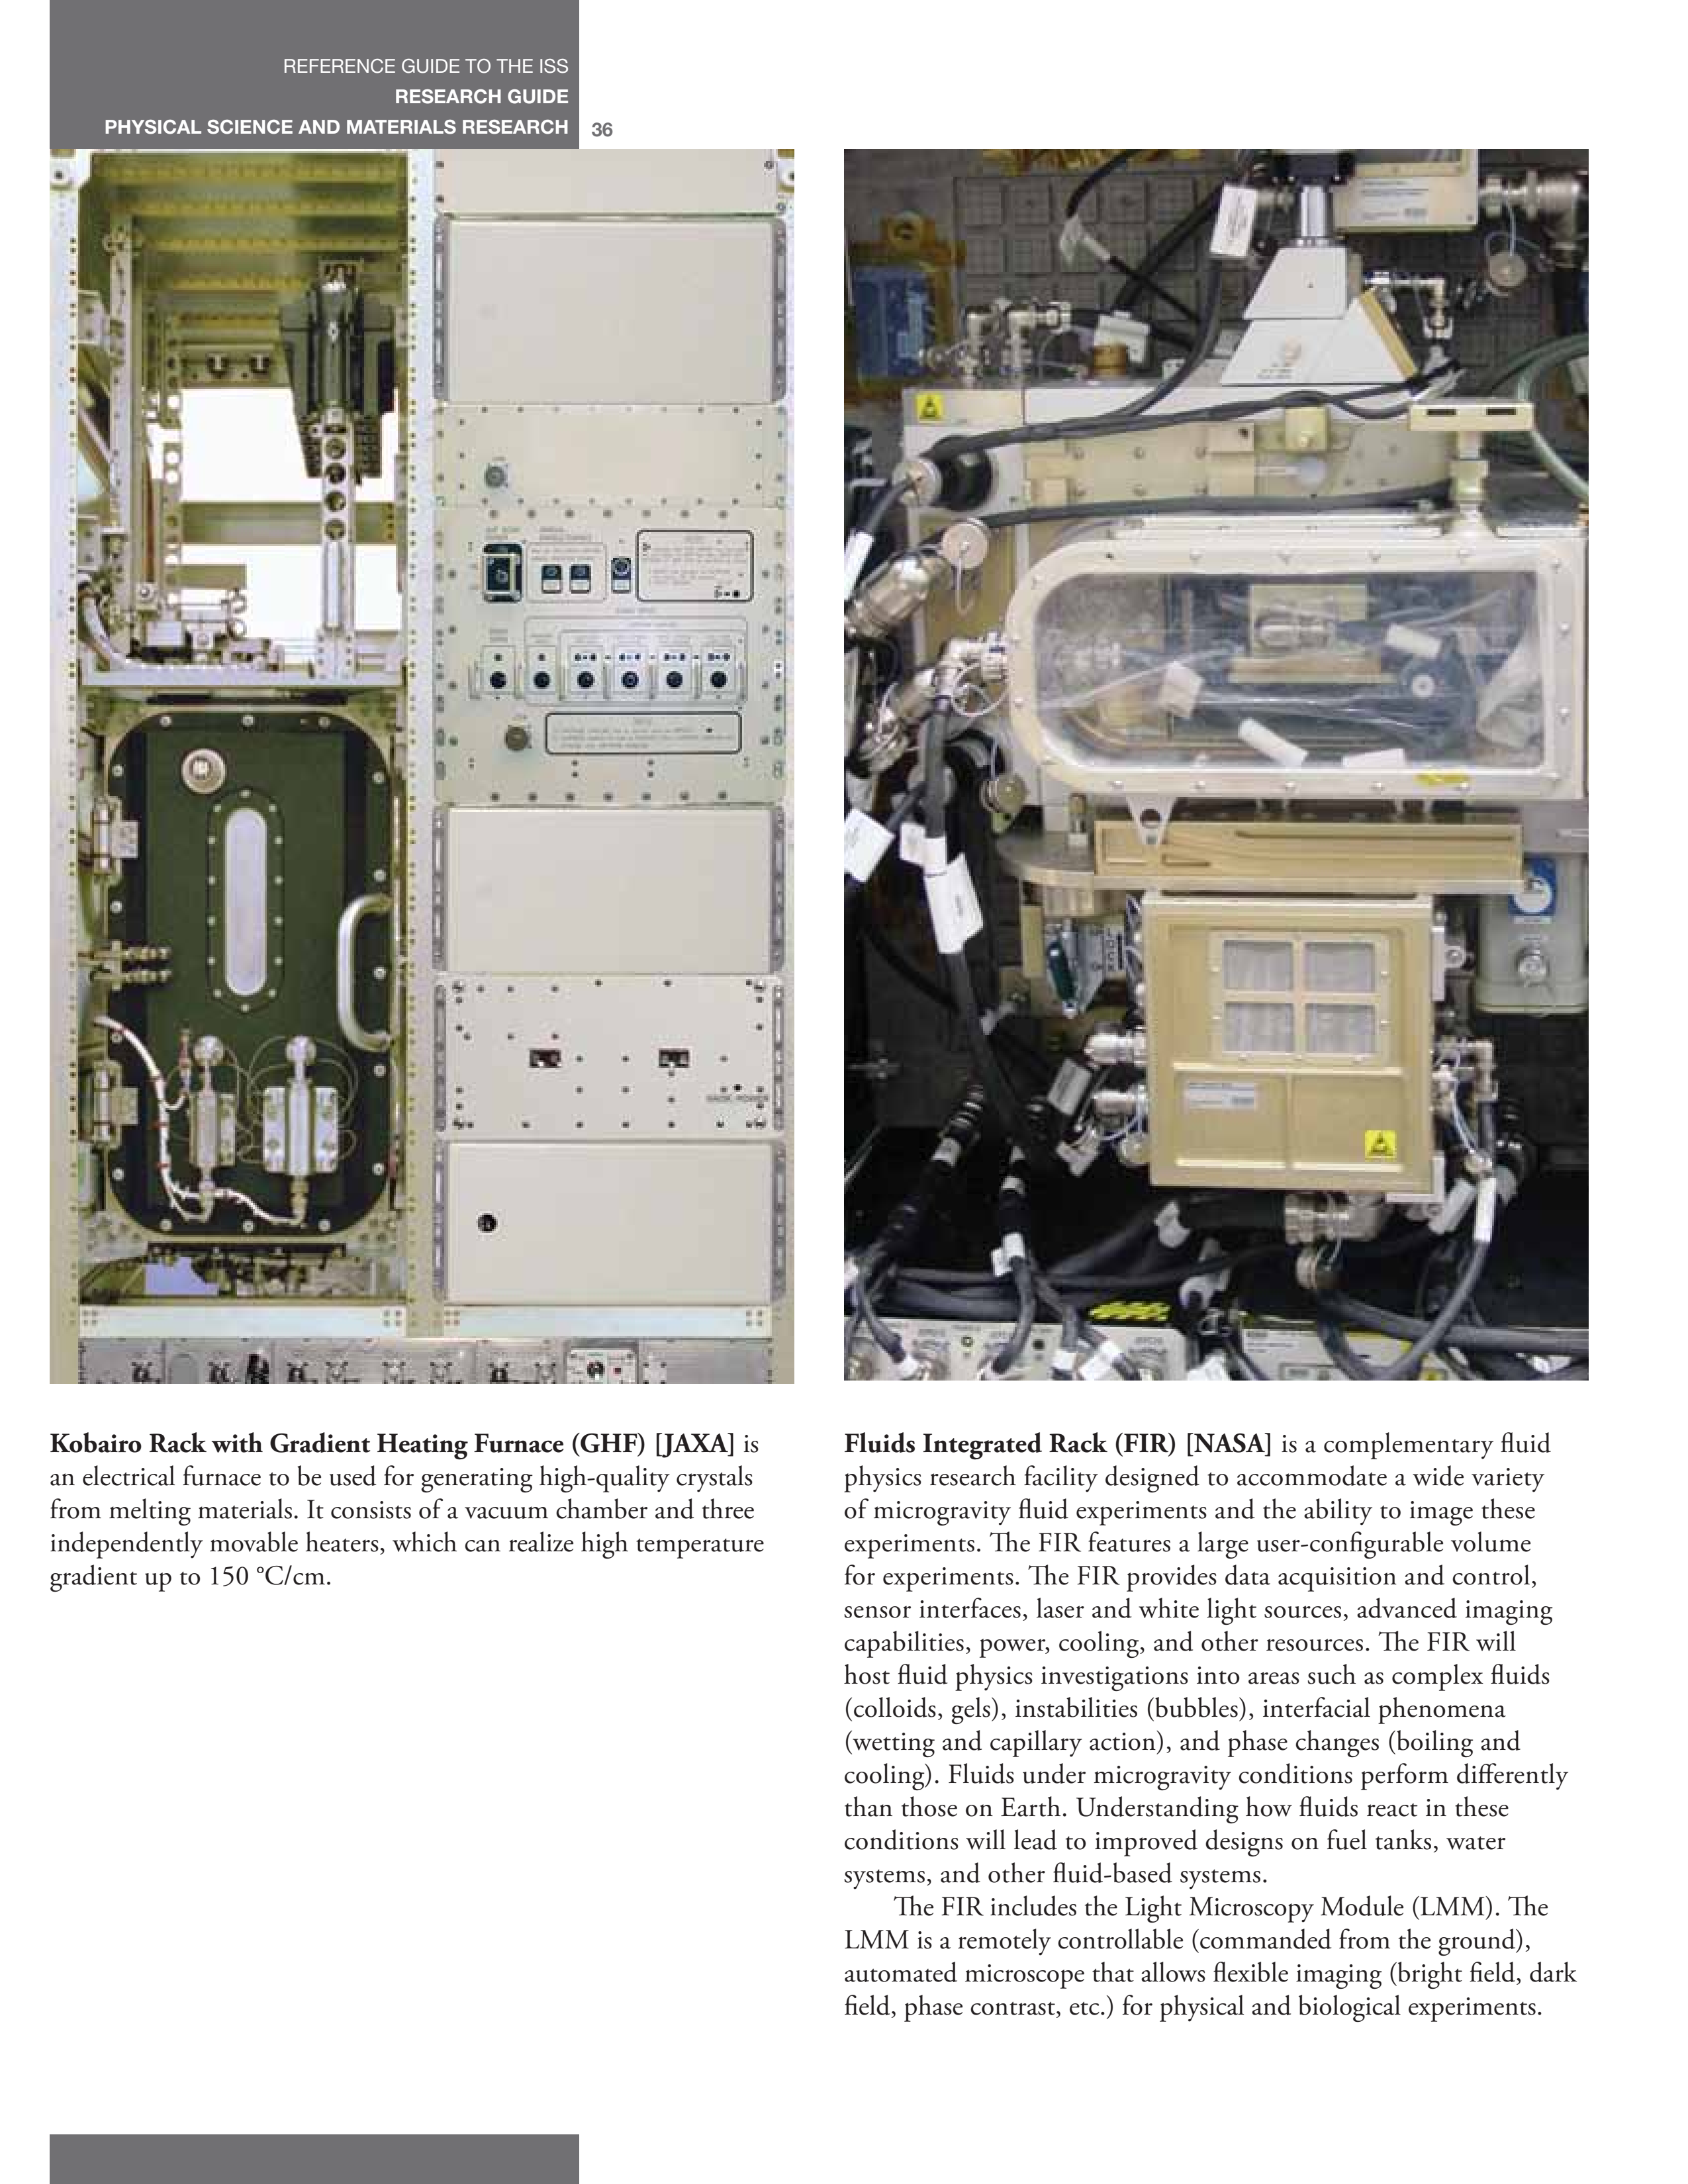 REFERENCE GUIDE TO THE ISS
RESEARCH GUIDE
PHYSICAL SCIENCE AND MATERIALS RESEARCH 36
RACK POWER
Kobairo Rack with Gradient Heating Furnace (GHF) [JAXA] is
an electrical furnace to be used for generating high-quality crystals
from melting materials. It consists of a vacuum chamber and three
independently movable heaters, which can realize high temperature
gradient up to 150 °C/cm.
Fluids Integrated Rack (FIR) [NASA] is a complementary fluid
physics research facility designed to accommodate a wide variety
of microgravity fluid experiments and the ability to image these
experiments. The FIR features a large user-configurable volume
for experiments. The FIR provides data acquisition and control,
sensor interfaces, laser and white light sources, advanced imaging
capabilities, power, cooling, and other resources. The FIR will
host fluid physics investigations into areas such as complex fluids
(colloids, gels), instabilities (bubbles), interfacial phenomena
(wetting and capillary action), and phase changes (boiling and
cooling). Fluids under microgravity conditions perform differently
than those on Earth. Understanding how fluids react in these
conditions will lead to improved designs on fuel tanks, water
systems, and other fluid-based systems.
The FIR includes the Light Microscopy Module (LMM). The
LMM is a remotely controllable (commanded from the ground),
automated microscope that allows flexible imaging (bright field, dark
field, phase contrast, etc.) for physical and biological experiments.